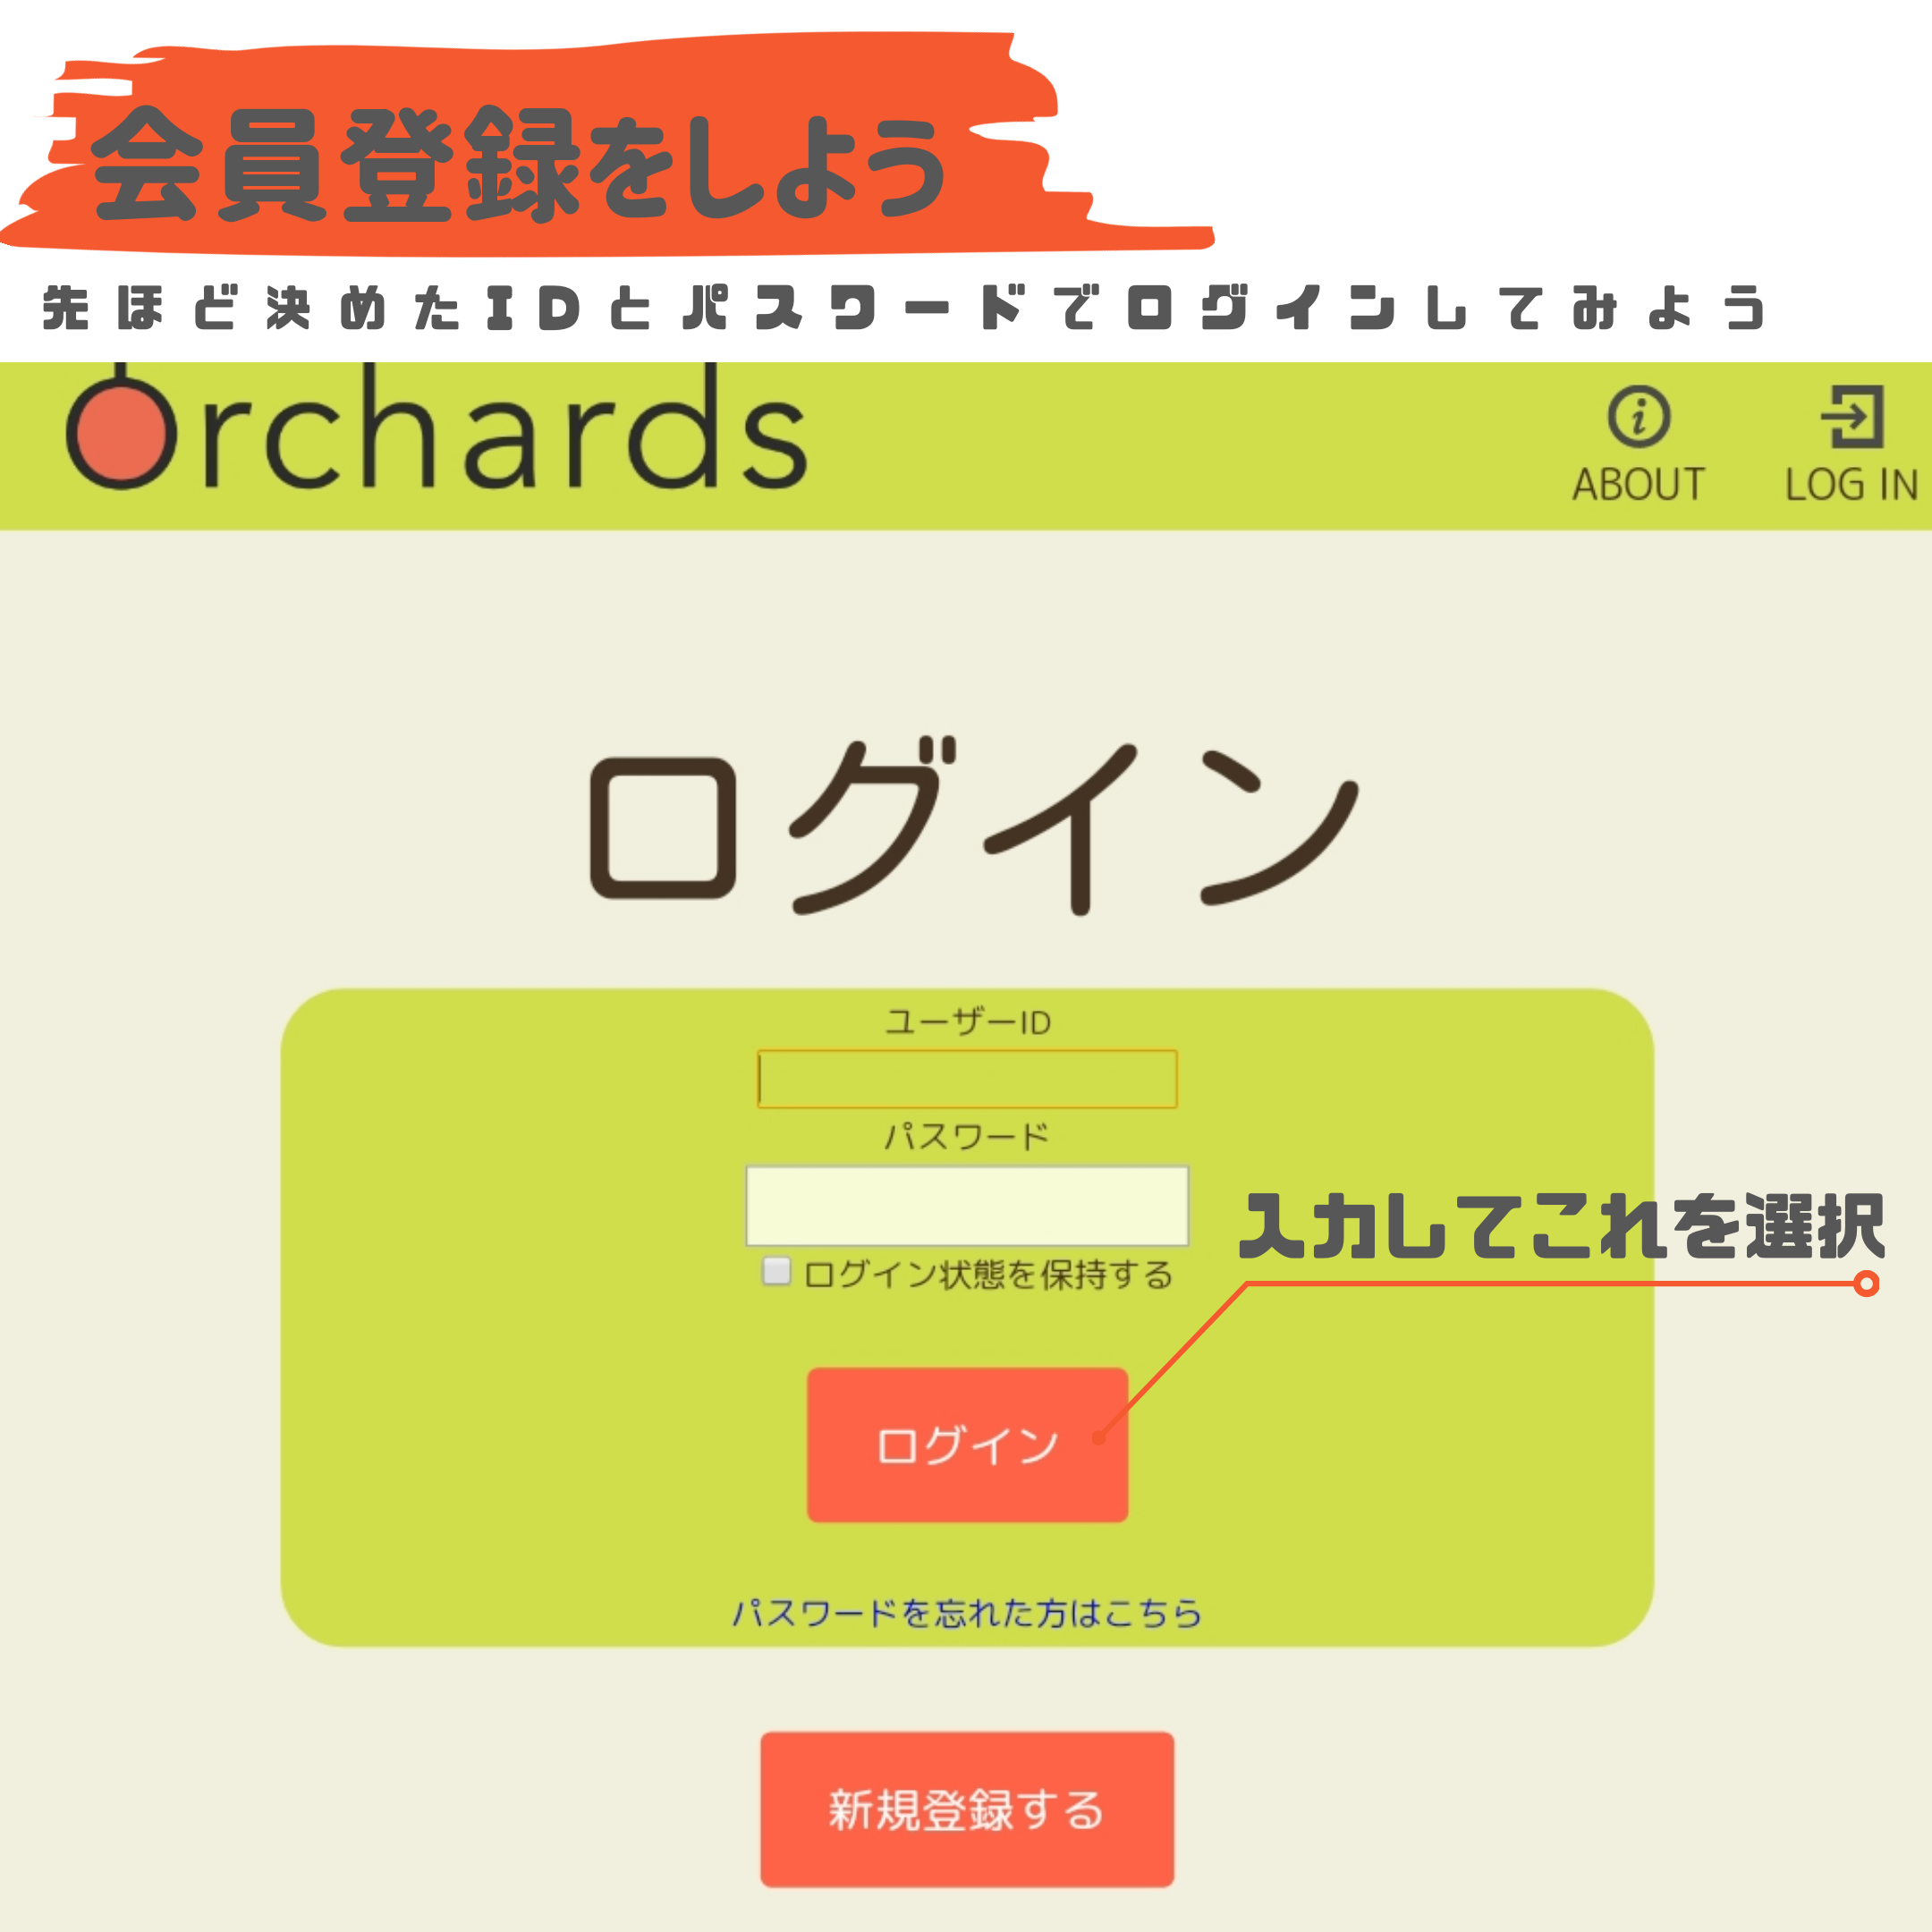 会員登録をしよう
先ほど決めたIDとパスワードでログインしてみよう
Orchards
ABOUT
LOG IN
ログイン
ユーザーID
パスワード
入力してこれを選択
ログイン状態を保持する
ログイン
パスワードを忘れた方はこちら
新規登録する